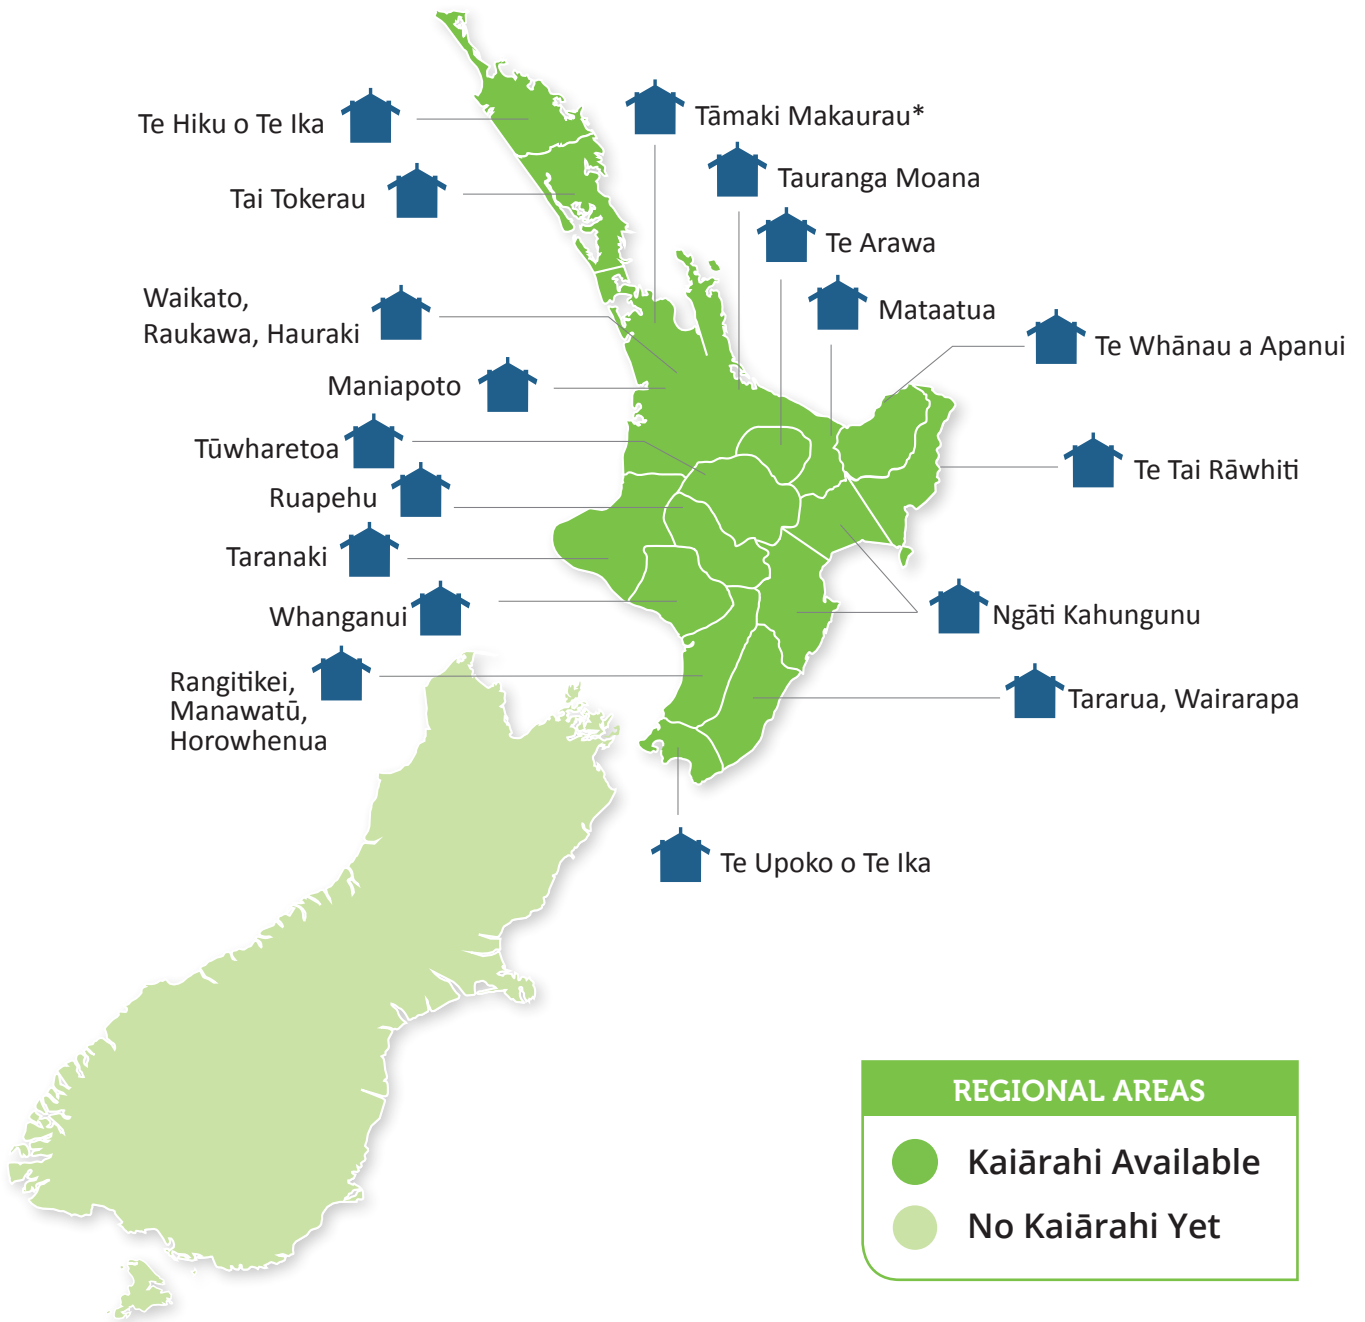 Te Hiku o Te Ika
Tāmaki Makaurau*
Tauranga Moana
Tai Tokerau
Te Arawa
Waikato,
Raukawa, Hauraki
Mataatua
Te Whānau a Apanui
Maniapoto
Tūwharetoa
Te Tai Rāwhiti
Ruapehu
Taranaki
Whanganui
Ngāti Kahungunu
Rangitikei,
Manawatū,
Horowhenua
Tararua, Wairarapa
Te Upoko o Te Ika
REGIONAL AREAS
Kaiārahi Available
No Kaiārahi Yet